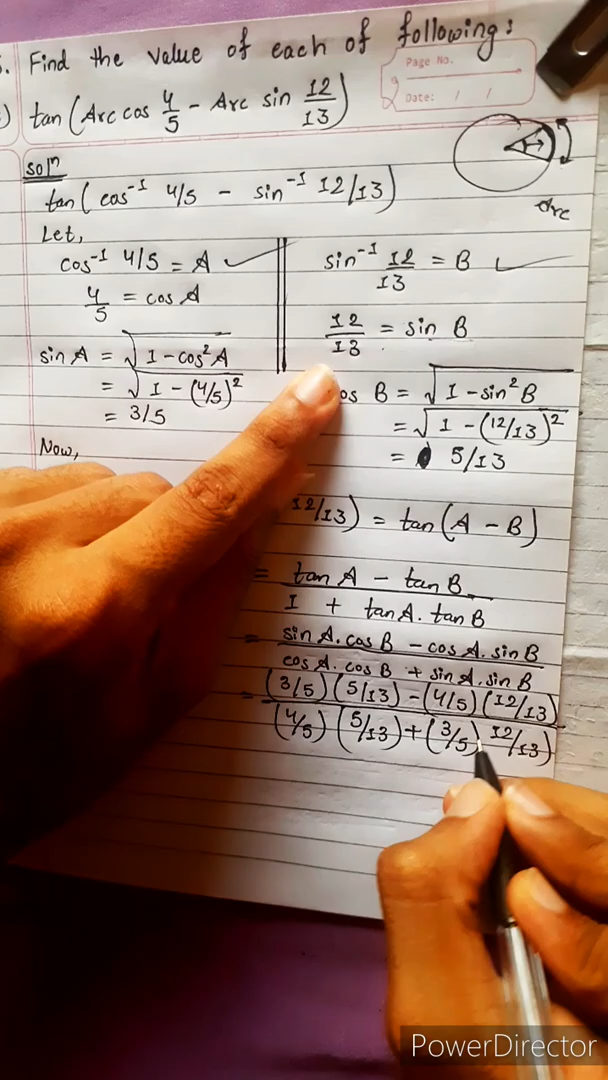 . Find the value of each of following:
Page No.
Date: / /
) tan(Arc cos 4/5 - Arc sin 12/13)
Soln
tan(cos⁻¹ 4/5 - sin⁻¹ 12/13)
Arc
Let,
cos⁻¹ 4/5 = A ✓
4/5 = cos A
sin A = √(1-cos²A)
= √(1-(4/5)²)
= 3/5
sin⁻¹ 12/13 = B ✓
12/13 = sin B
os B = √(1-sin²B)
= √(1-(12/13)²)
= 5/13
Now,
12/13) = tan(A - B)
= tan A - tan B / 1 + tan A. tan B
= sin A. cos B - cos A. sin B / cos A. cos B + sin A. sin B
= (3/5)(5/13) - (4/5)(12/13) / (4/5)(5/13) + (3/5) 12/13)
PowerDirector